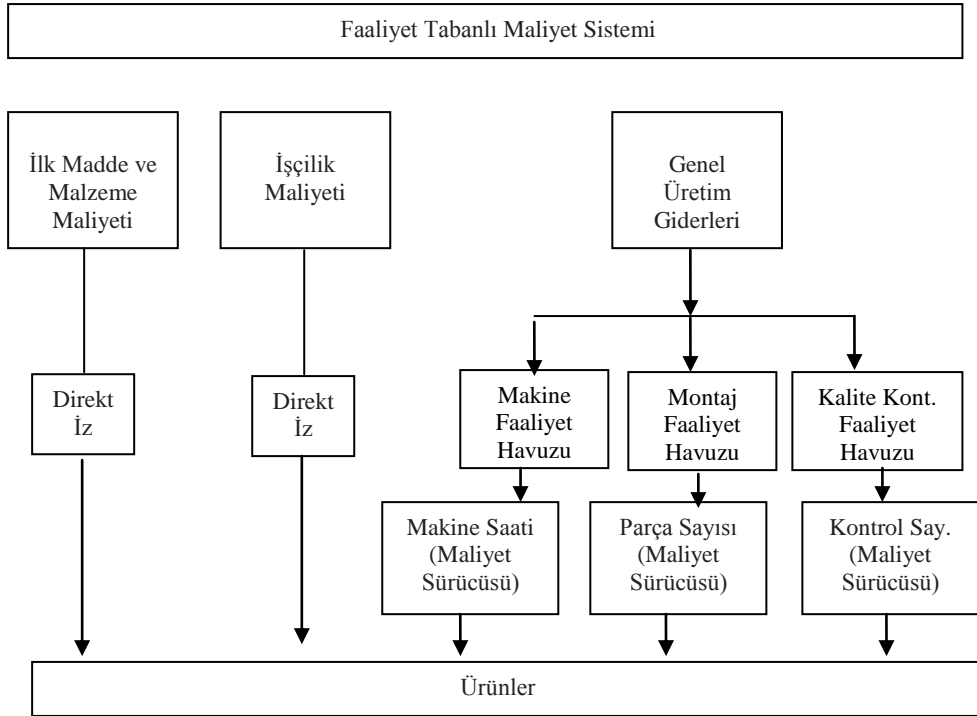 Faaliyet Tabanlı Maliyet Sistemi
İlk Madde ve
Malzeme
Maliyeti
İşçilik
Maliyeti
Genel
Üretim
Giderleri
Direkt
İz
Direkt
İz
Makine
Faaliyet
Havuzu
Montaj
Faaliyet
Havuzu
Kalite Kont.
Faaliyet
Havuzu
Makine Saati
(Maliyet
Sürücüsü)
Parça Sayısı
(Maliyet
Sürücüsü)
Kontrol Say.
(Maliyet
Sürücüsü)
Ürünler